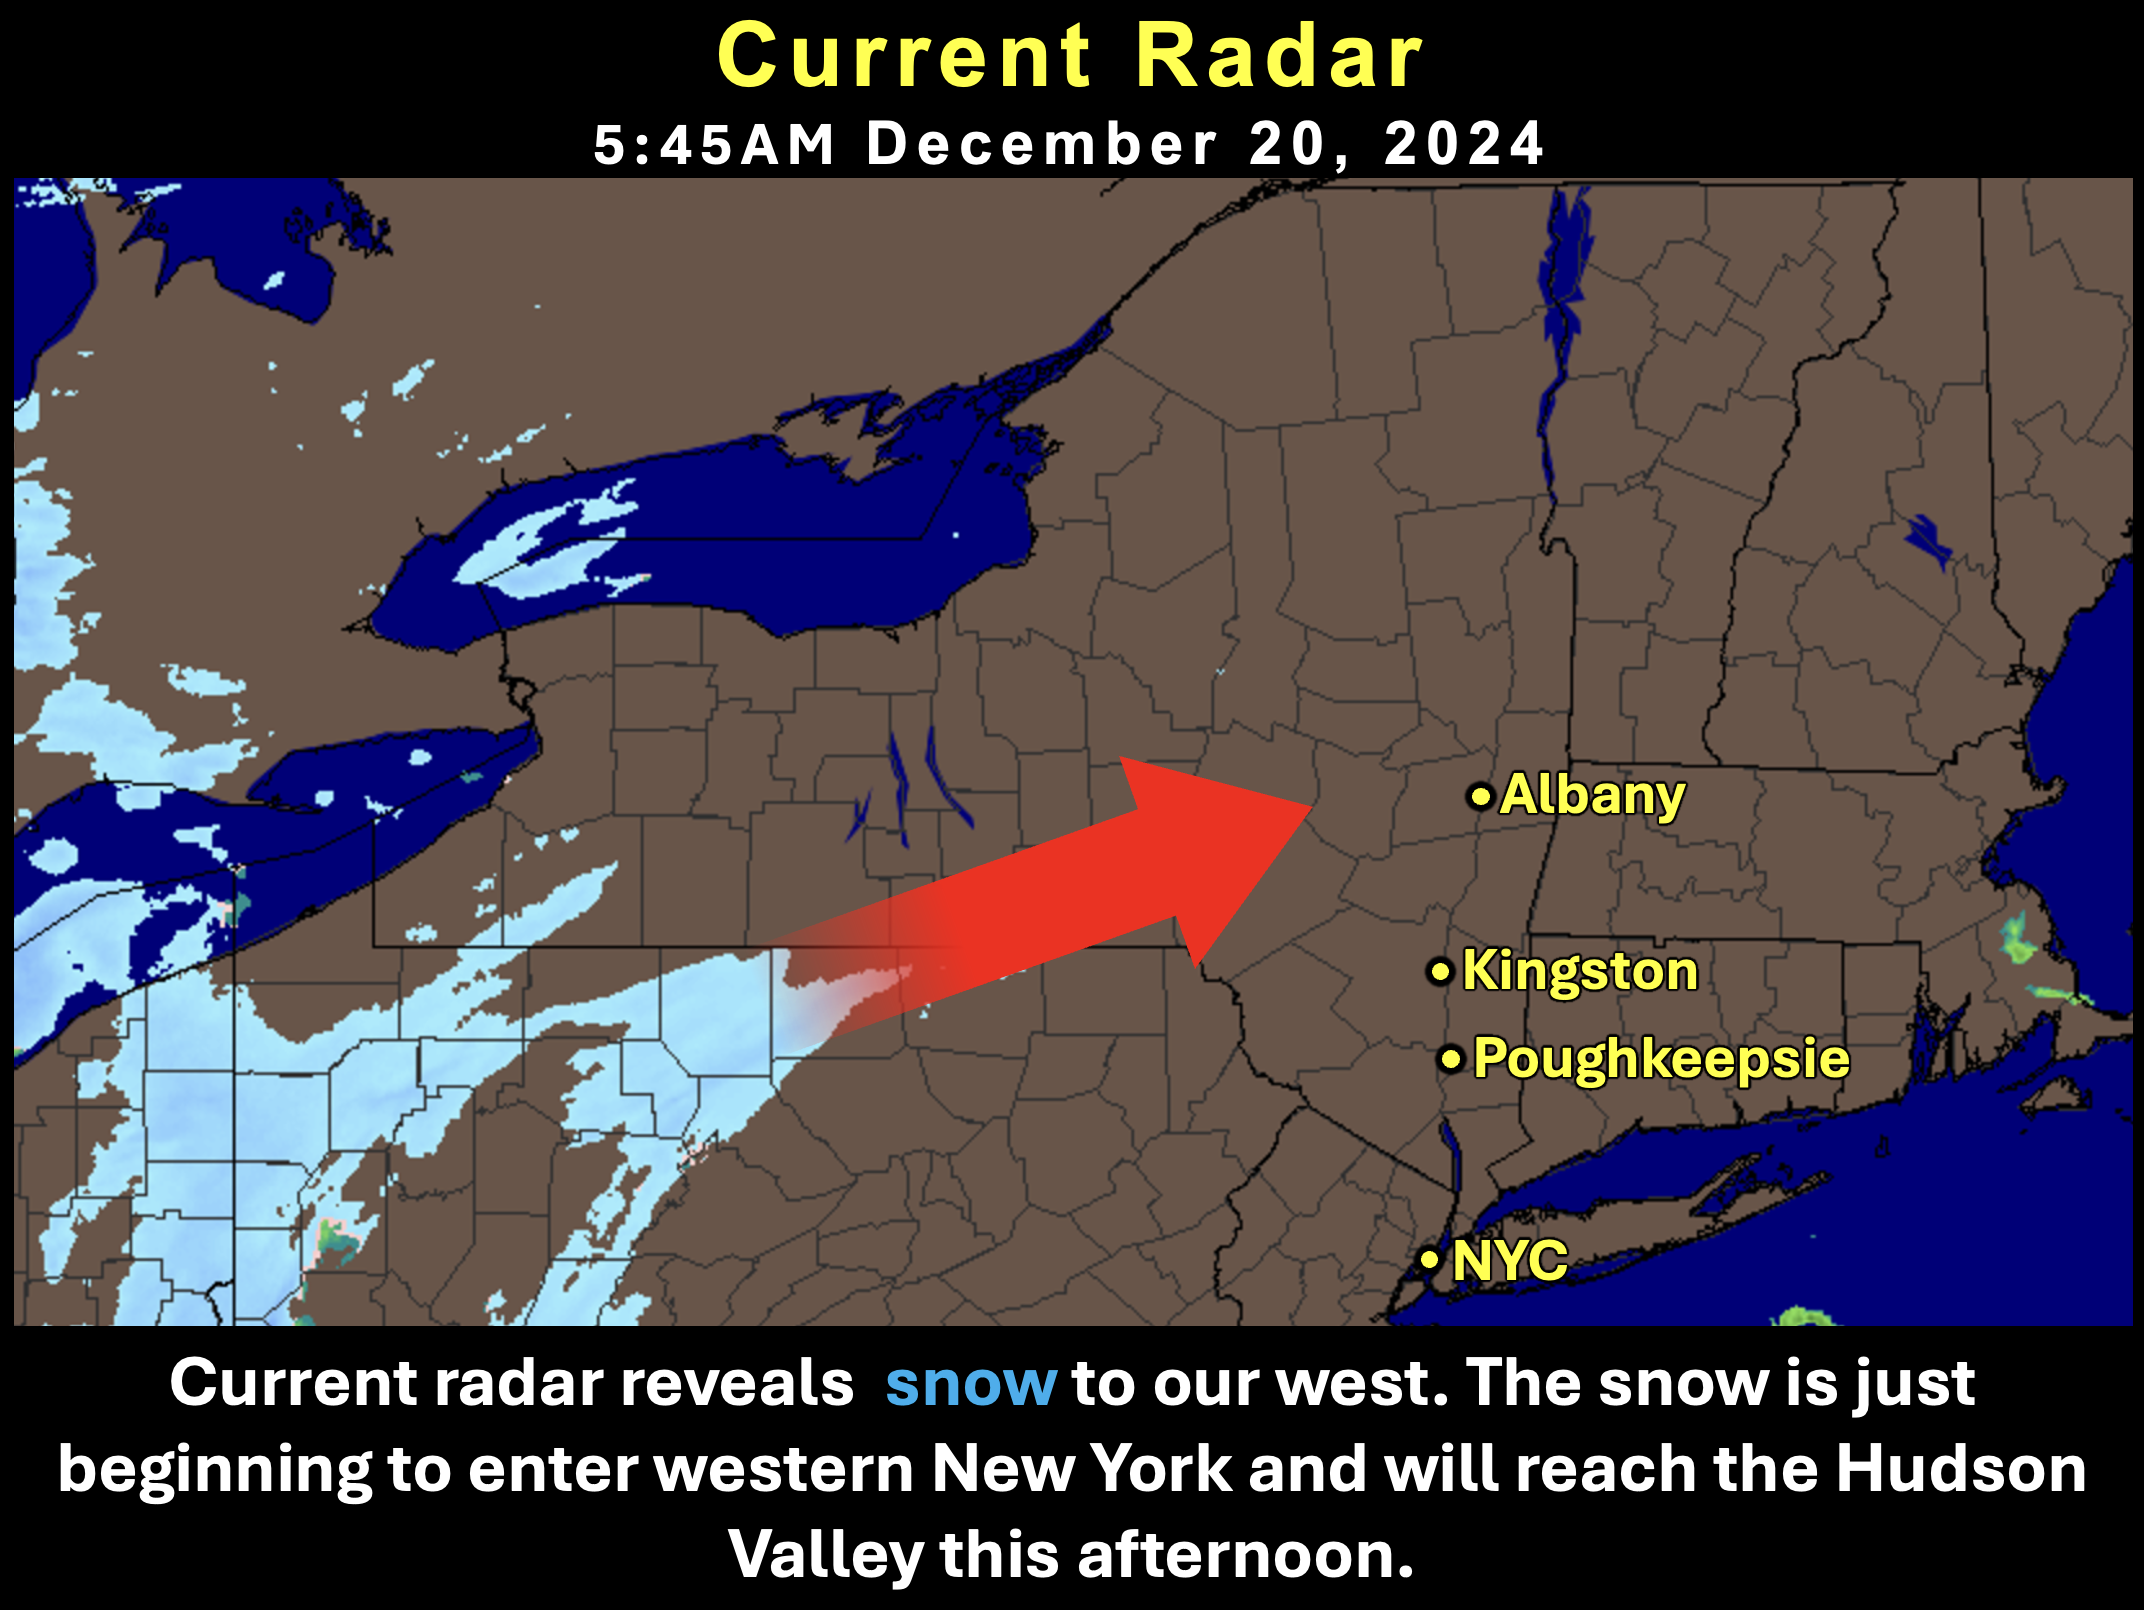 Current Radar
5:45AM December 20, 2024
Albany
Kingston
Poughkeepsie
NYC
Current radar reveals snow to our west. The snow is just
beginning to enter western New York and will reach the Hudson
Valley this afternoon.